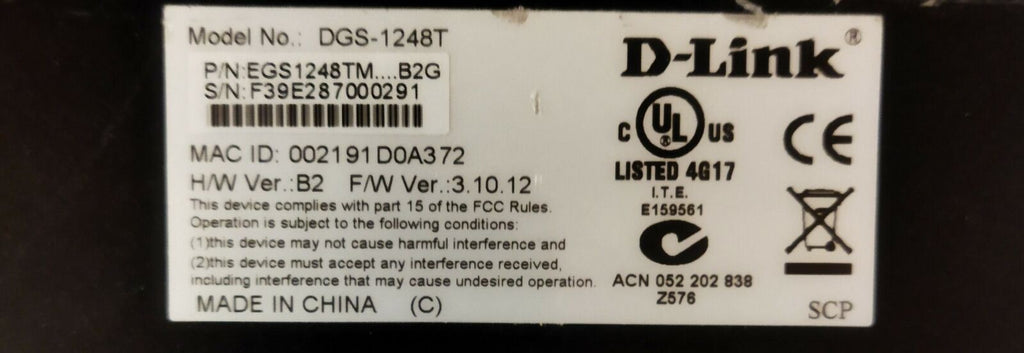 Model No.: DGS-1248T
P/N:EGS1248TM....B2G
S/N:F39E287000291
MAC ID: 002191D0A372
H/W Ver.:B2 F/W Ver.:3.10.12
This device complies with part 15 of the FCC Rules.
Operation is subject to the following conditions:
(1)this device may not cause harmful interference and
(2)this device must accept any interference received,
including interference that may cause undesired operation.
MADE IN CHINA (C)
D-Link®
C UL® US
LISTED 4G17
I.T.E.
E159561
ACN 052 202 838
Z576
CE
SCP